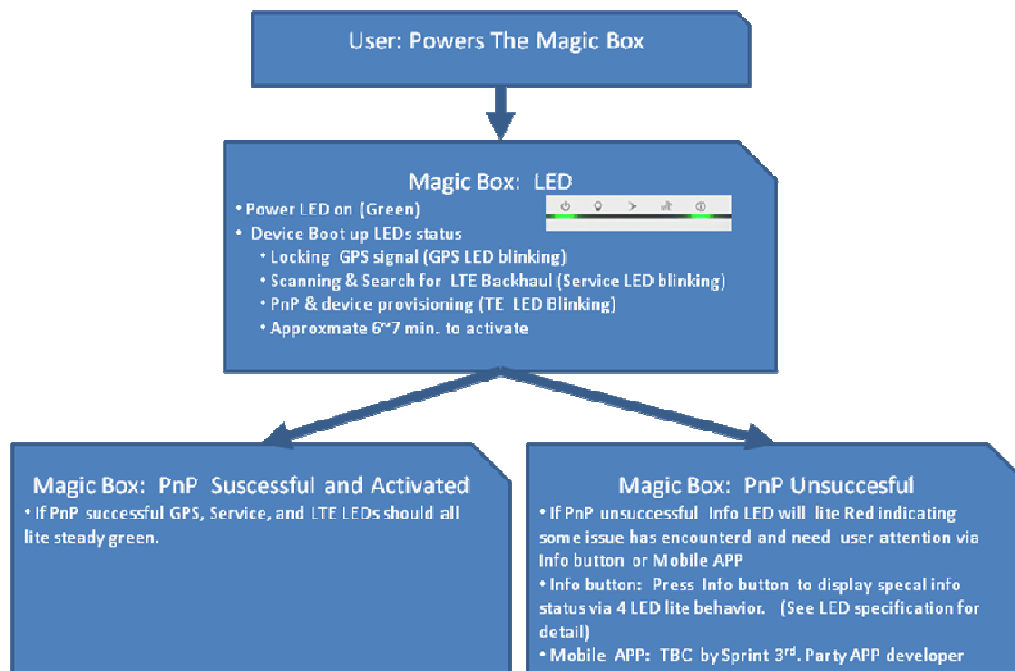 User: Powers The Magic Box
Magic Box: LED
• Power LED on (Green)
• Device Boot up LEDs status
• Locking GPS signal (GPS LED blinking)
• Scanning & Search for LTE Backhaul (Service LED blinking)
• PnP & device provisioning (TE LED Blinking)
• Approxmate 6~7 min. to activate
Magic Box: PnP Suscessful and Activated
• If PnP successful GPS, Service, and LTE LEDs should all
lite steady green.
Magic Box: PnP Unsuccesful
• If PnP unsuccessful Info LED will lite Red indicating
some issue has encounterd and need user attention via
Info button or Mobile APP
• Info button: Press Info button to display specal info
status via 4 LED lite behavior. (See LED specification for
detail)
• Mobile APP: TBC by Sprint 3rd. Party APP developer